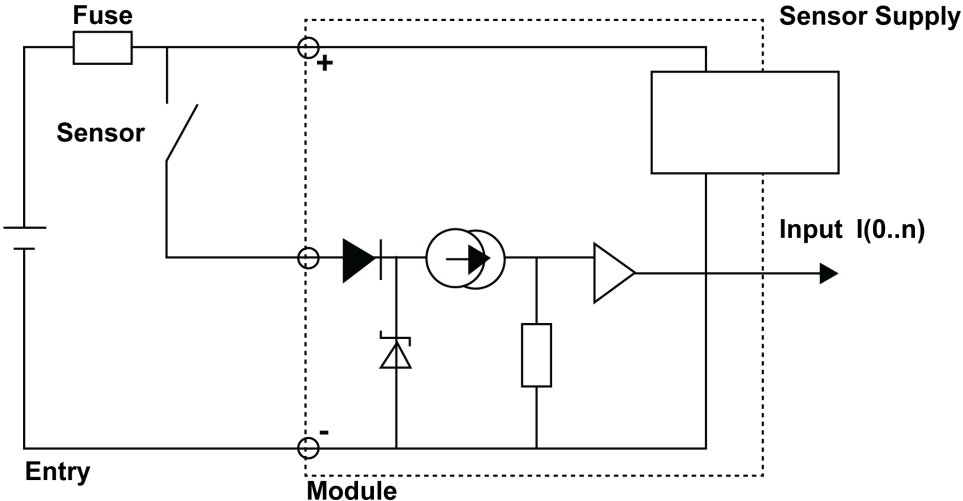 Fuse
Sensor Supply
+
Sensor
Input I(0..n)
-
Entry
Module